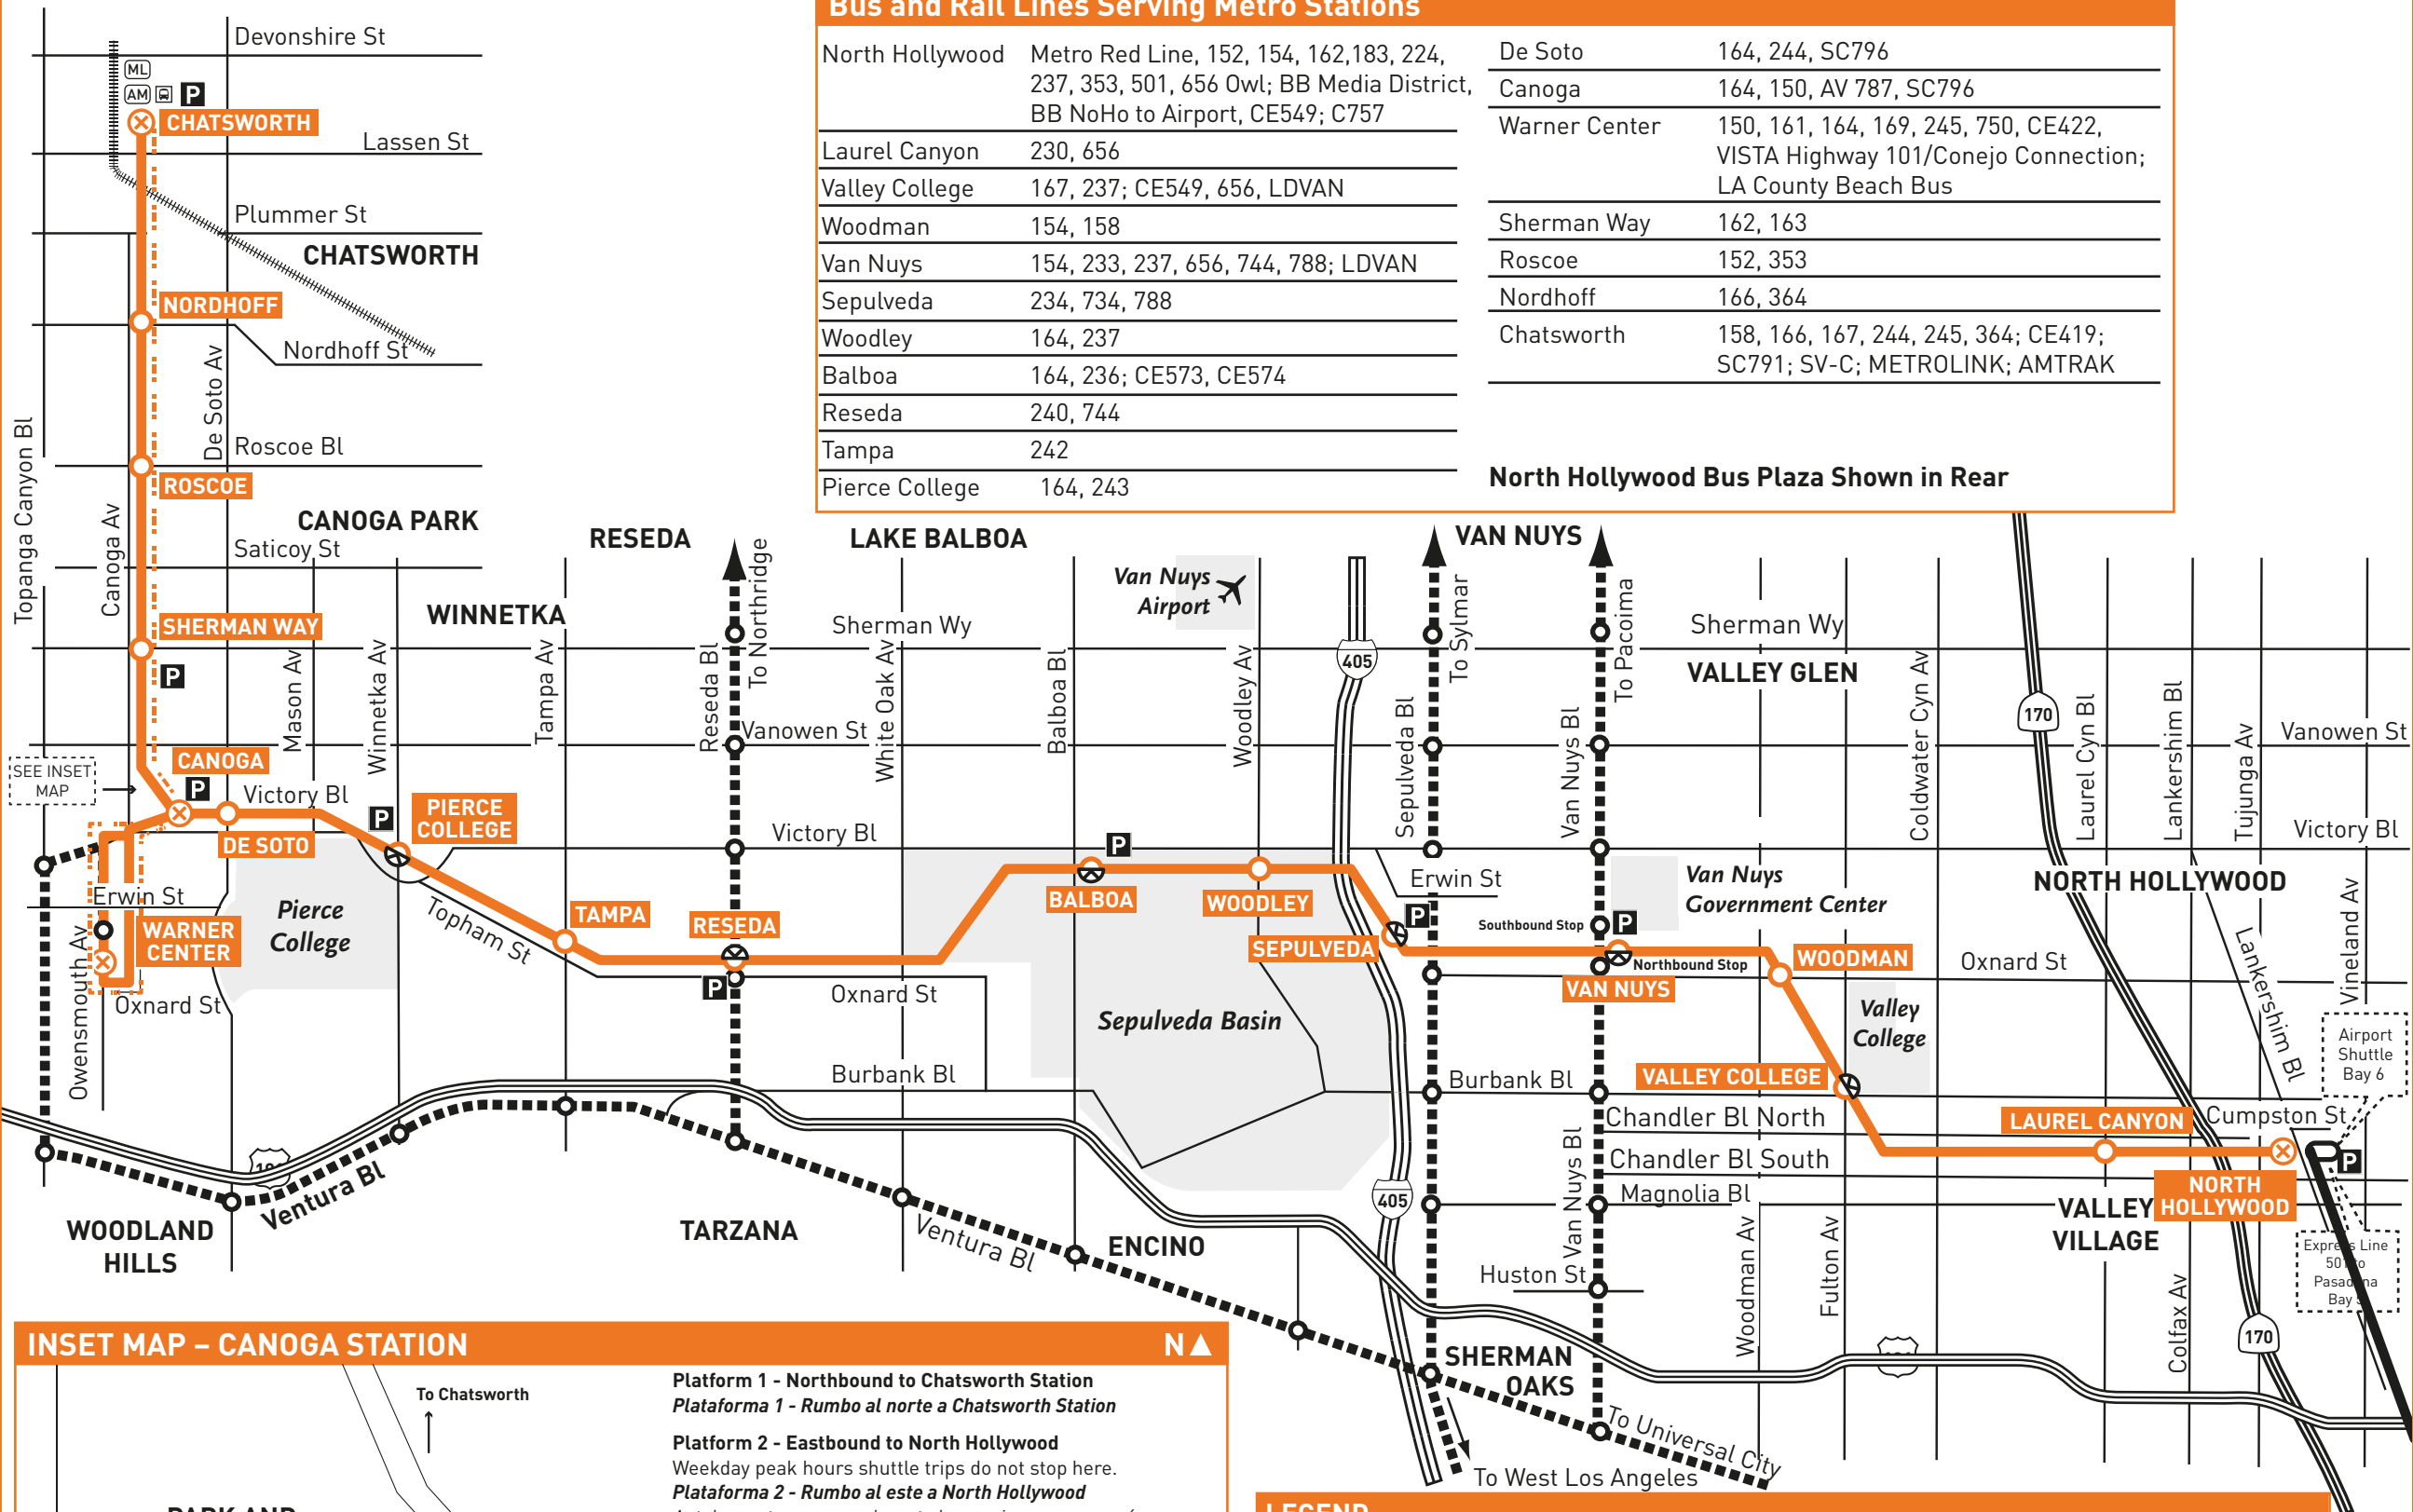 Bus and Rail Lines Serving Metro Stations
North Hollywood Metro Red Line, 152, 154, 162,183, 224,
237, 353, 501, 656 Owl; BB Media District,
BB NoHo to Airport, CE549; C757
Laurel Canyon 230, 656
Valley College 167, 237; CE549, 656, LDVAN
Woodman 154, 158
Van Nuys 154, 233, 237, 656, 744, 788; LDVAN
Sepulveda 234, 734, 788
Woodley 164, 237
Balboa 164, 236; CE573, CE574
Reseda 240, 744
Tampa 242
Pierce College 164, 243
De Soto 164, 244, SC796
Canoga 164, 150, AV 787, SC796
Warner Center 150, 161, 164, 169, 245, 750, CE422,
VISTA Highway 101/Conejo Connection;
LA County Beach Bus
Sherman Way 162, 163
Roscoe 152, 353
Nordhoff 166, 364
Chatsworth 158, 166, 167, 244, 245, 364; CE419;
SC791; SV-C; METROLINK; AMTRAK
North Hollywood Bus Plaza Shown in Rear
Devonshire St
ML
AM P
CHATSWORTH
Lassen St
Plummer St
CHATSWORTH
NORDHOFF
Nordhoff St
De Soto Av
Roscoe Bl
ROSCOE
Topanga Canyon Bl
Canoga Av
CANOGA PARK
Saticoy St
RESEDA
LAKE BALBOA
VAN NUYS
Van Nuys
Airport
To Northridge
To Sylmar
To Pacoima
WINNETKA
SHERMAN WAY
P
Sherman Wy
Sherman Wy
405
VALLEY GLEN
Mason Av
Winnetka Av
Tampa Av
Reseda Bl
White Oak Av
Balboa Bl
Woodley Av
Sepulveda Bl
Van Nuys Bl
Coldwater Cyn Av
170
Laurel Cyn Bl
Lankershim Bl
Tujunga Av
Vanowen St
Vanowen St
CANOGA
SEE INSET
MAP
P
Victory Bl
DE SOTO
P
PIERCE
COLLEGE
Victory Bl
P
Victory Bl
Erwin St
Pierce
College
Topham St
TAMPA
RESEDA
BALBOA
WOODLEY
Erwin St
Van Nuys
Government Center
NORTH HOLLYWOOD
WARNER
CENTER
Owensmouth Av
Oxnard St
P
Oxnard St
Sepulveda Basin
SEPULVEDA
P
Southbound Stop
P
Northbound Stop
VAN NUYS
WOODMAN
Oxnard St
Valley
College
Lankershim Bl
Vineland Av
Airport
Shuttle
Bay 6
Burbank Bl
Burbank Bl
VALLEY COLLEGE
Chandler Bl North
LAUREL CANYON
Cumpston St
Chandler Bl South
P
NORTH
HOLLYWOOD
Magnolia Bl
405
VALLEY
VILLAGE
Ventura Bl
WOODLAND
HILLS
TARZANA
Ventura Bl
ENCINO
Van Nuys Bl
Huston St
Woodman Av
Fulton Av
Colfax Av
Express Line
to
Bay
170
SHERMAN
OAKS
To Universal City
To West Los Angeles
INSET MAP – CANOGA STATION
N
To Chatsworth
Platform 1 - Northbound to Chatsworth Station
Plataforma 1 - Rumbo al norte a Chatsworth Station
Platform 2 - Eastbound to North Hollywood
Weekday peak hours shuttle trips do not stop here.
Plataforma 2 - Rumbo al este a North Hollywood
PARK AND
LEGEND